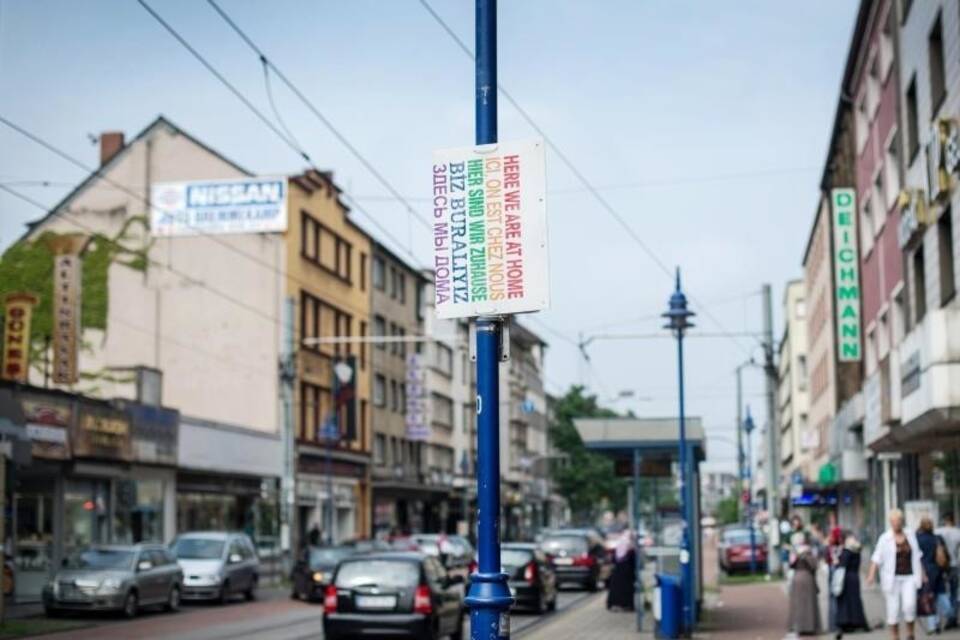 HERE WE ARE AT HOME
ICI, ON EST CHEZ NOUS
HIER SIND WIR ZUHAUSE
BIZ BURALIYIZ
ЗДЕСЬ МЫ ДОМА
NISSAN
GÜNEŞ
DEICHMANN